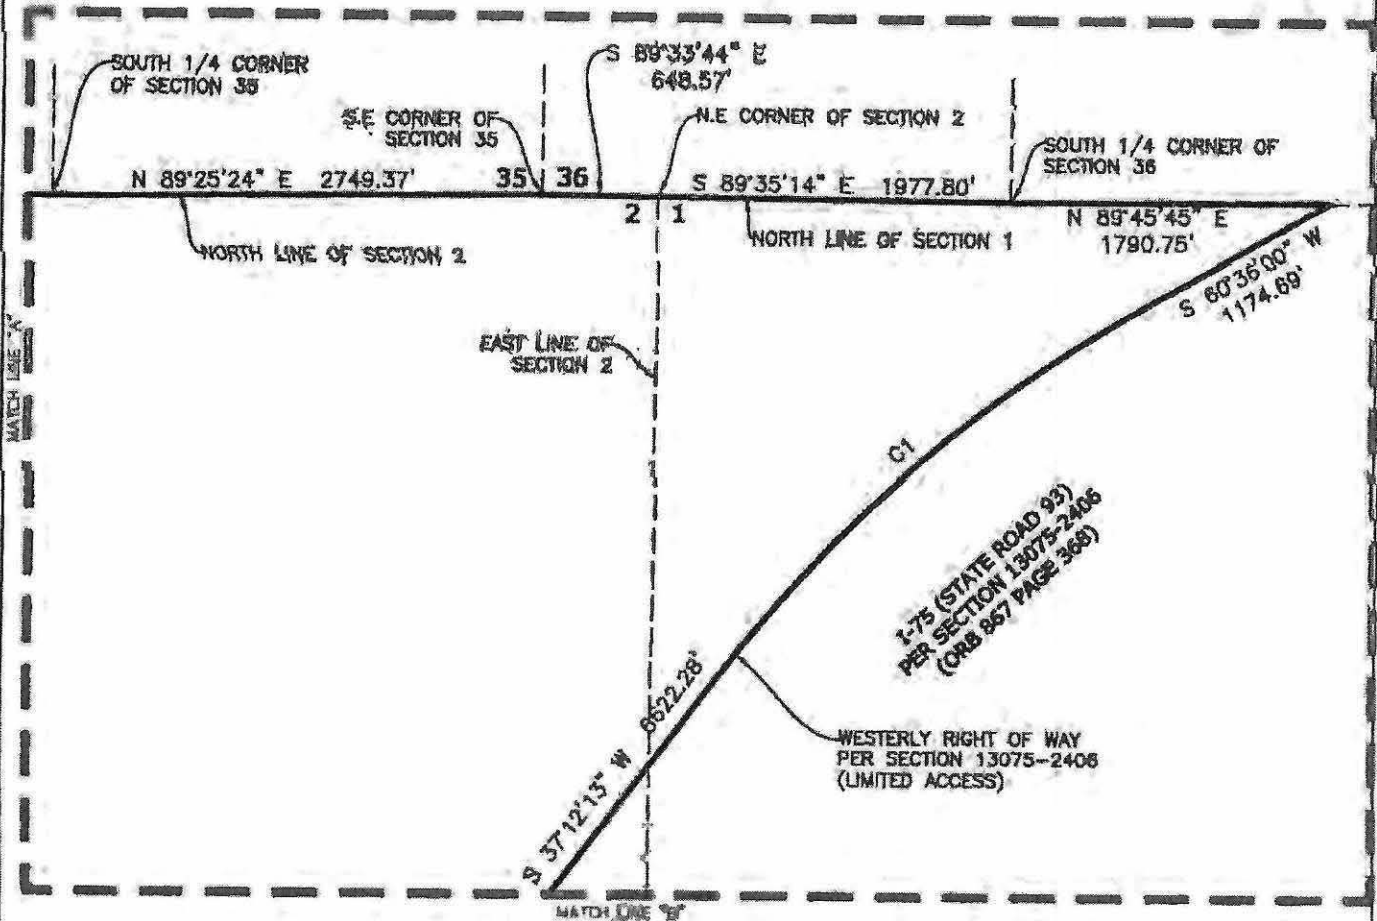 SOUTH 1/4 CORNER
OF SECTION 35
S 89°33'44" E
648.57'
S.E CORNER OF
SECTION 35
N.E CORNER OF SECTION 2
SOUTH 1/4 CORNER OF
SECTION 36
N 89°25'24" E 2749.37'
35 36
S 89°35'14" E 1977.80'
2 1
N 89°45'45" E
1790.75'
NORTH LINE OF SECTION 2
NORTH LINE OF SECTION 1
S 60°36'00" W
1174.69'
MATCH LINE "A"
EAST LINE OF
SECTION 2
C1
I-75 (STATE ROAD 93)
PER SECTION 13075-2406
(ORB 867 PAGE 368)
S 37°12'13" W 6622.28'
WESTERLY RIGHT OF WAY
PER SECTION 13075-2406
(LIMITED ACCESS)
MATCH LINE "B"